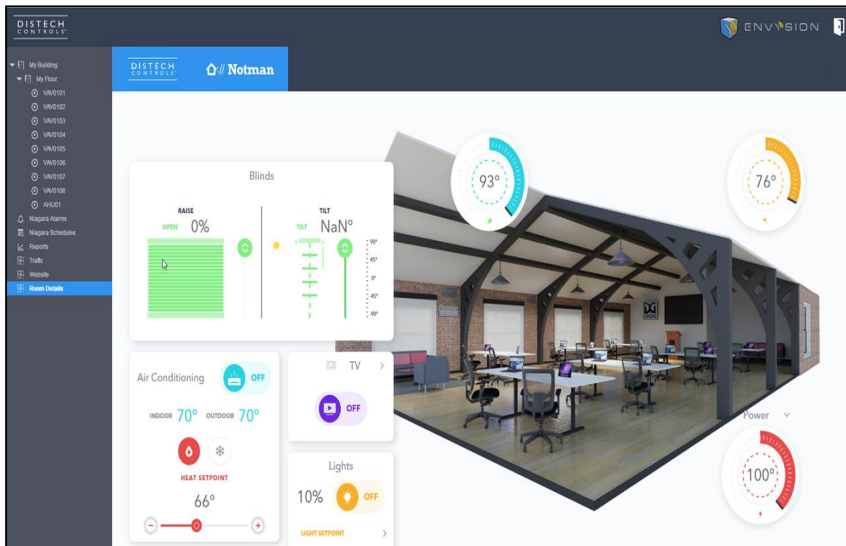 DISTECH
CONTROLS™
ENVYSION
My Building
My Floor
VAV0101
VAV0102
VAV0103
VAV0104
VAV0105
VAV0106
VAV0107
VAV0108
AHU01
Niagara Alarms
Niagara Schedules
Reports
Traffic
Website
Room Details
DISTECH
CONTROLS™
:// Notman
Blinds
RAISE
OPEN 0%
TILT
TILT NaN°
90°
45°
0°
-45°
-90°
93°
76°
Air Conditioning OFF
INDOOR 70° OUTDOOR 70°
HEAT SETPOINT
66°
TV
OFF
Lights
10% OFF
LIGHT SETPOINT
Power
100°